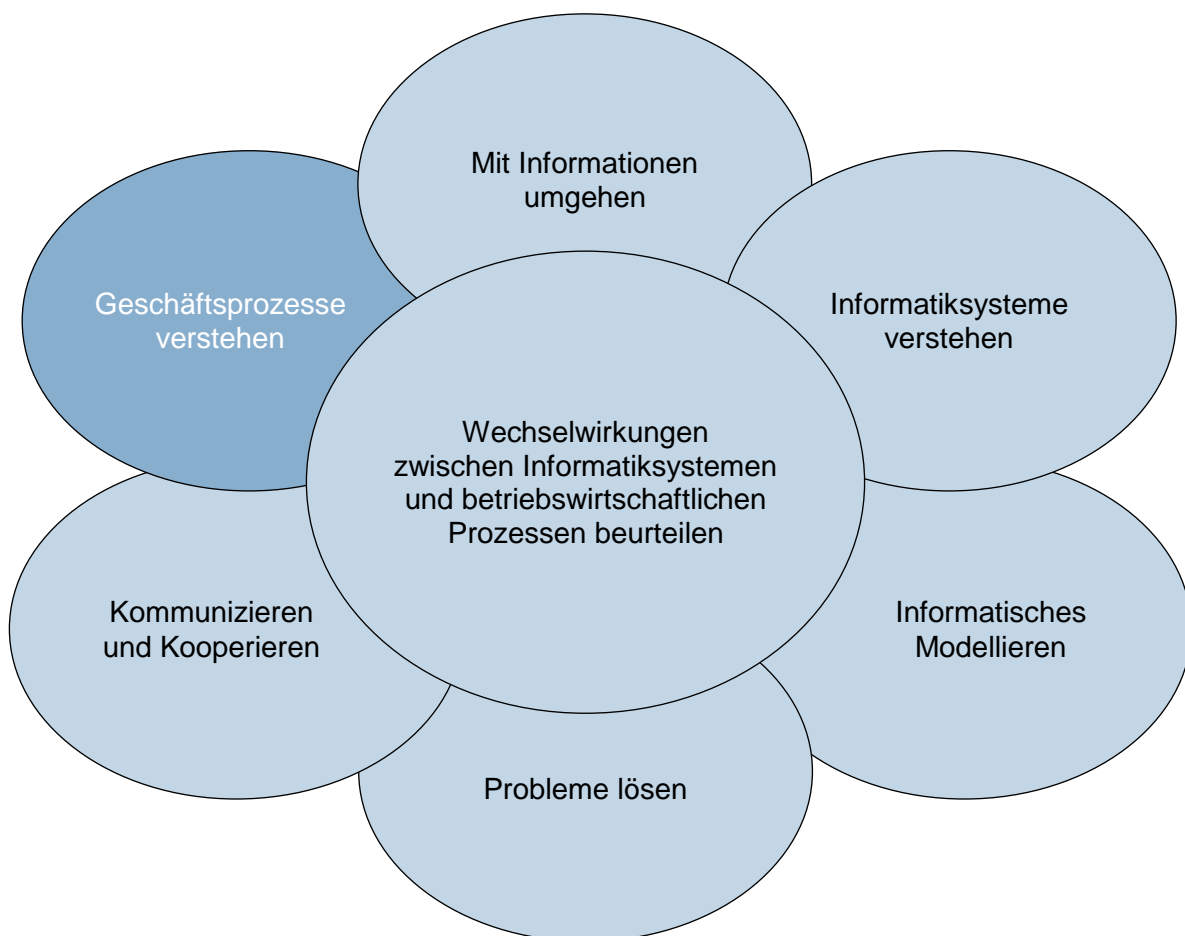 Mit Informationen
umgehen
Geschäftsprozesse
verstehen
Informatiksysteme
verstehen
Wechselwirkungen
zwischen Informatiksystemen
und betriebswirtschaftlichen
Prozessen beurteilen
Kommunizieren
und Kooperieren
Informatisches
Modellieren
Probleme lösen